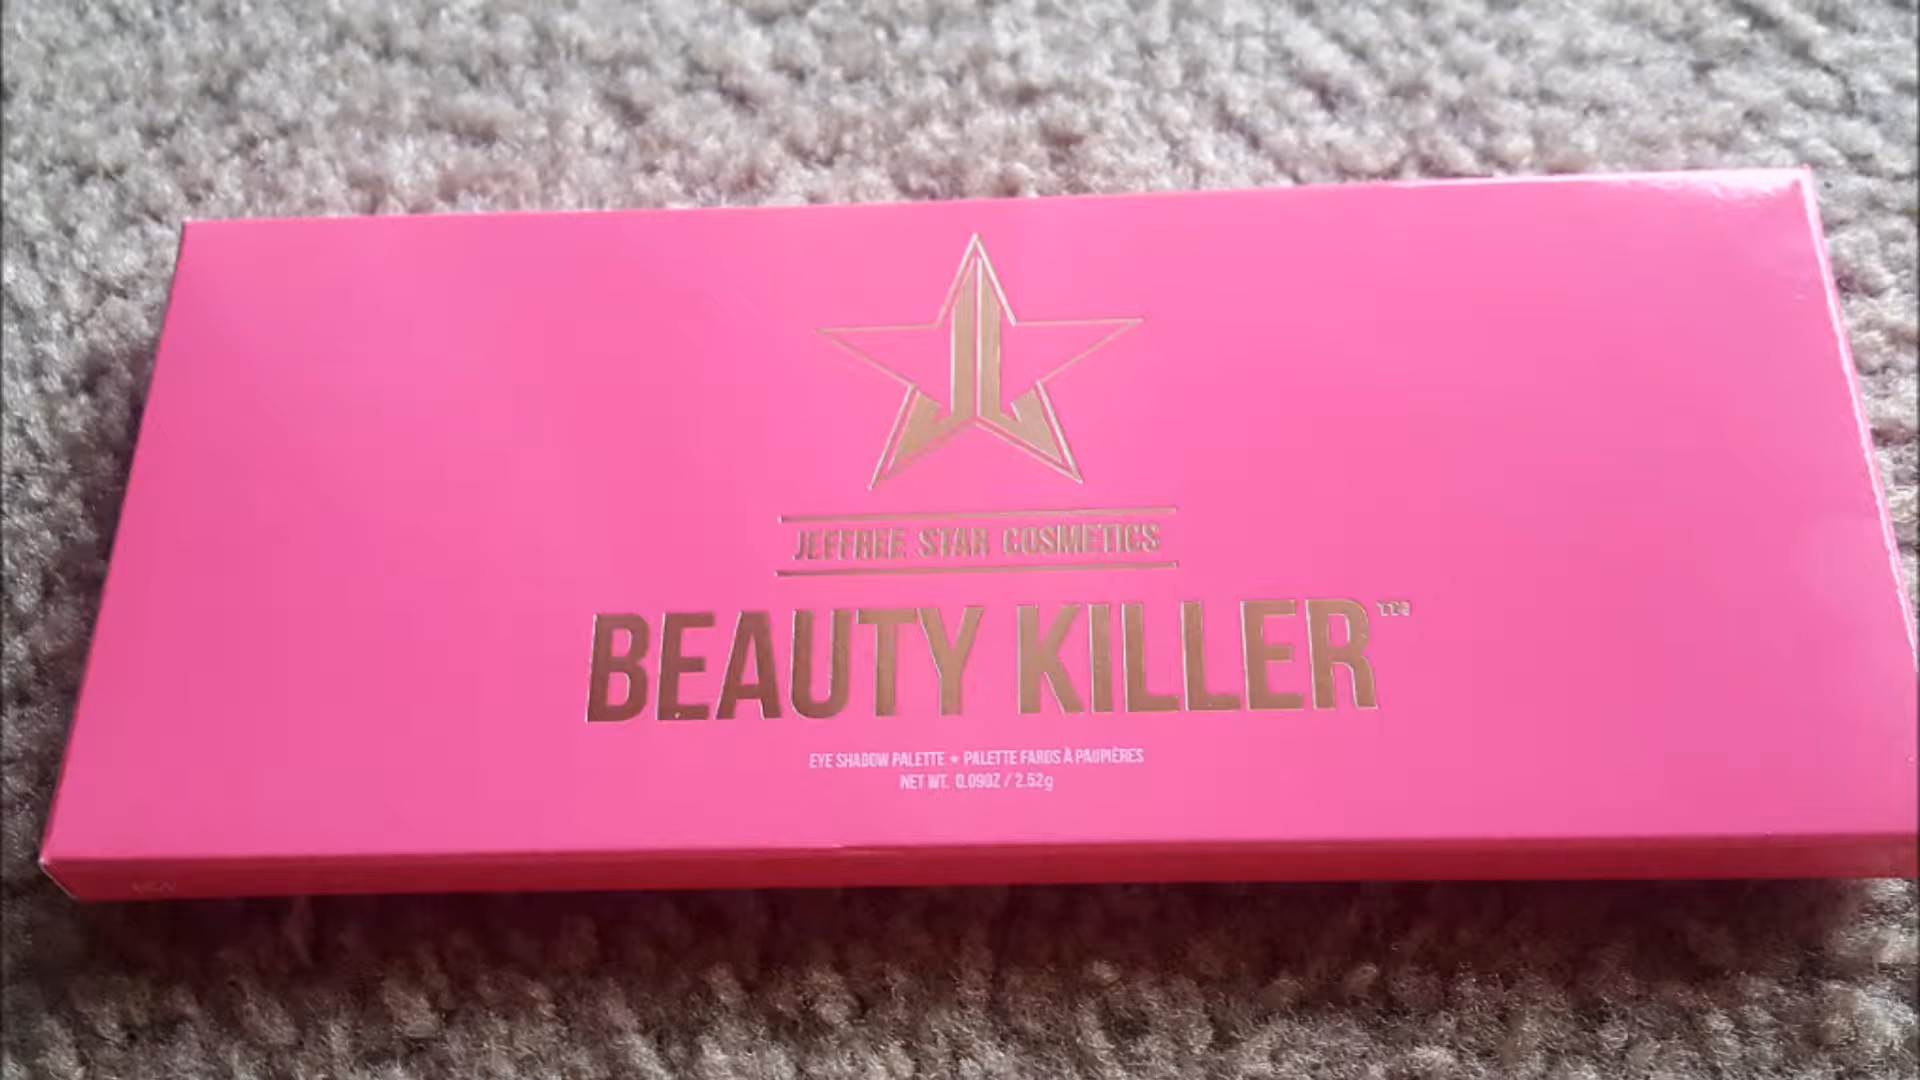 JEFFREE STAR COSMETICS
BEAUTY KILLER™
EYE SHADOW PALETTE ★ PALETTE FARDS À PAUPIÈRES
NET WT. 0.09OZ / 2.52g